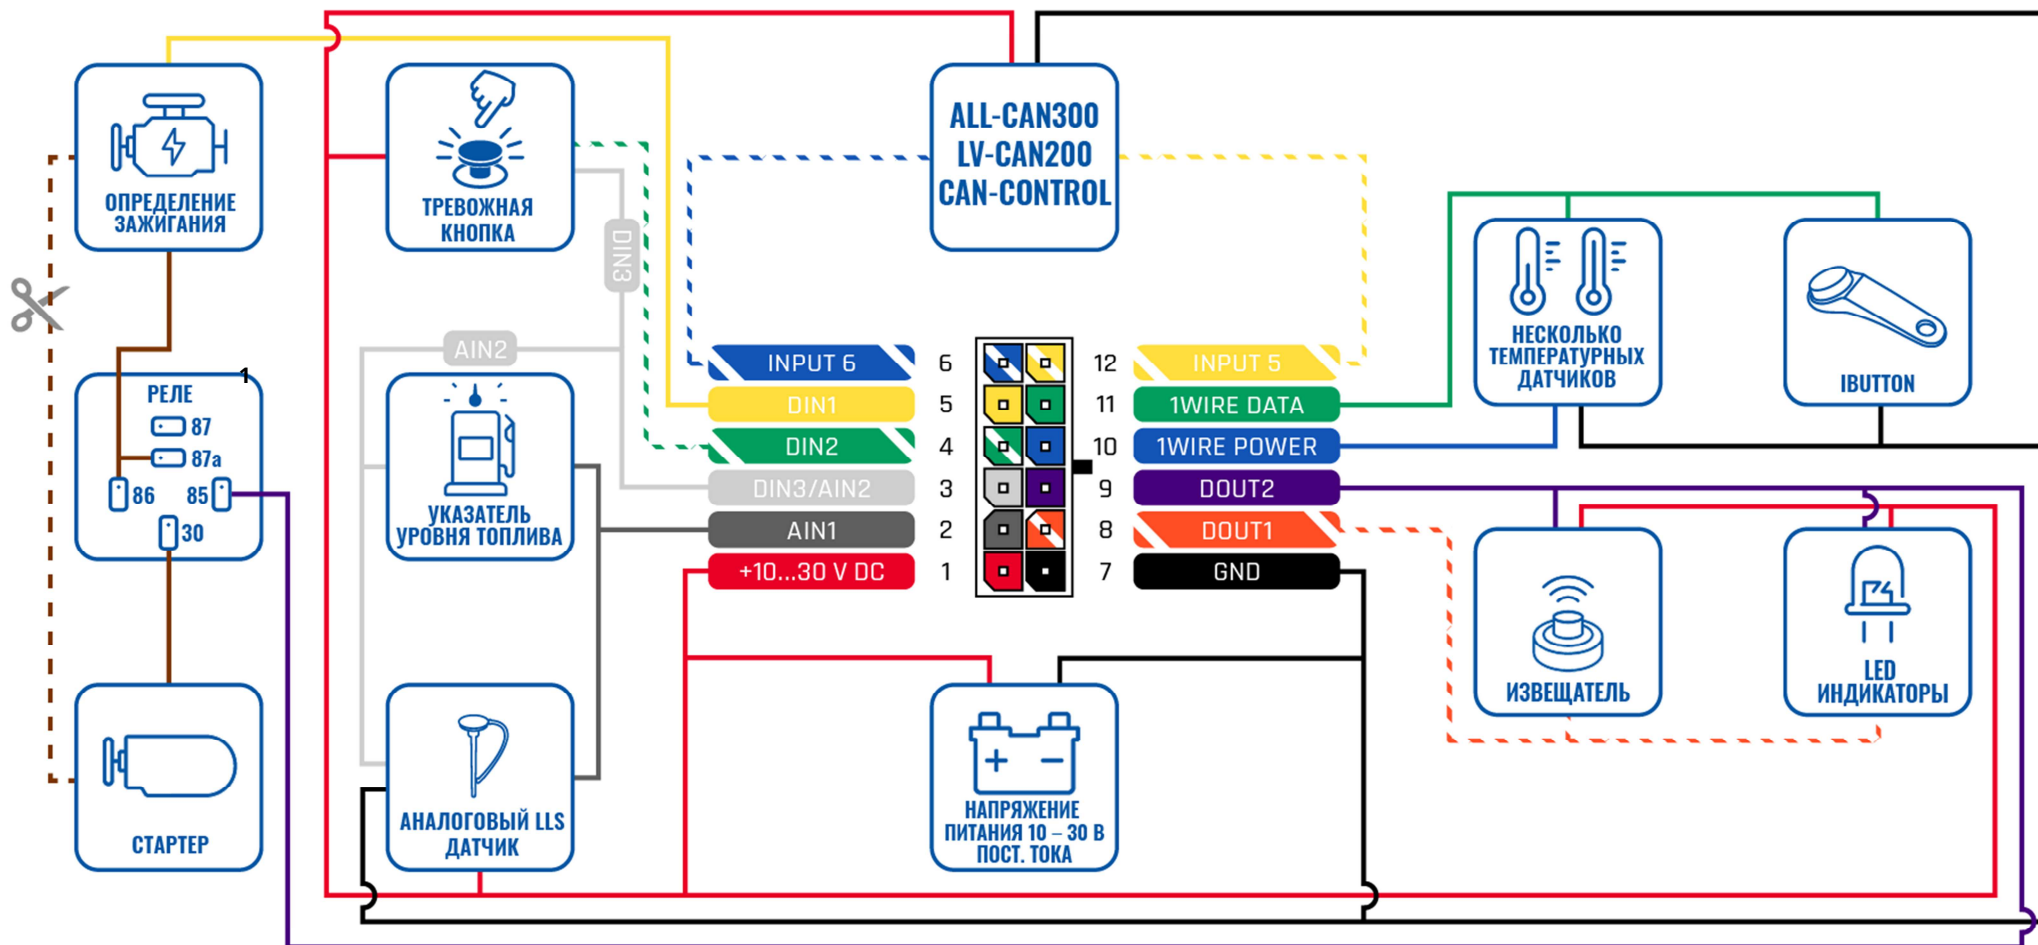 ОПРЕДЕЛЕНИЕ
ЗАЖИГАНИЯ
ТРЕВОЖНАЯ
КНОПКА
DIN3
ALL-CAN300
LV-CAN200
CAN-CONTROL
НЕСКОЛЬКО
ТЕМПЕРАТУРНЫХ
ДАТЧИКОВ
IBUTTON
AIN2
1
РЕЛЕ
87
87a
86
85
30
УКАЗАТЕЛЬ
УРОВНЯ ТОПЛИВА
INPUT 6 6 12 INPUT 5
DIN1 5 11 1WIRE DATA
DIN2 4 10 1WIRE POWER
DIN3/AIN2 3 9 DOUT2
AIN1 2 8 DOUT1
+10...30 V DC 1 7 GND
СТАРТЕР
АНАЛОГОВЫЙ LLS
ДАТЧИК
+ −
НАПРЯЖЕНИЕ
ПИТАНИЯ 10 – 30 В
ПОСТ. ТОКА
ИЗВЕЩАТЕЛЬ
LED
ИНДИКАТОРЫ